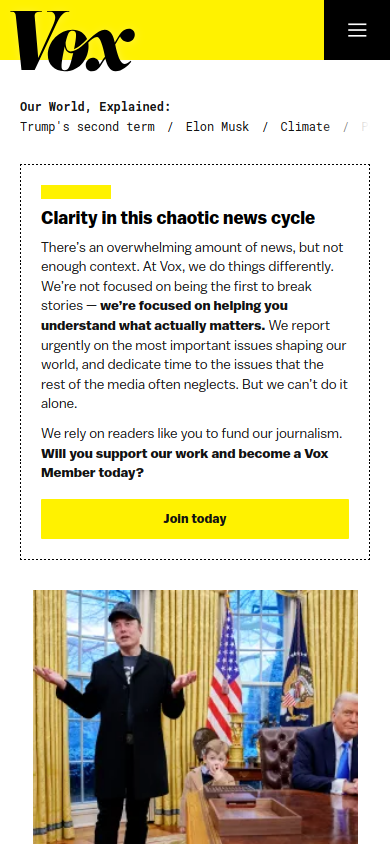 Vox
Our World, Explained:
Trump's second term / Elon Musk / Climate /
Clarity in this chaotic news cycle
There's an overwhelming amount of news, but not
enough context. At Vox, we do things differently.
We're not focused on being the first to break
stories — we're focused on helping you
understand what actually matters. We report
urgently on the most important issues shaping our
world, and dedicate time to the issues that the
rest of the media often neglects. But we can't do it
alone.
We rely on readers like you to fund our journalism.
Will you support our work and become a Vox
Member today?
Join today